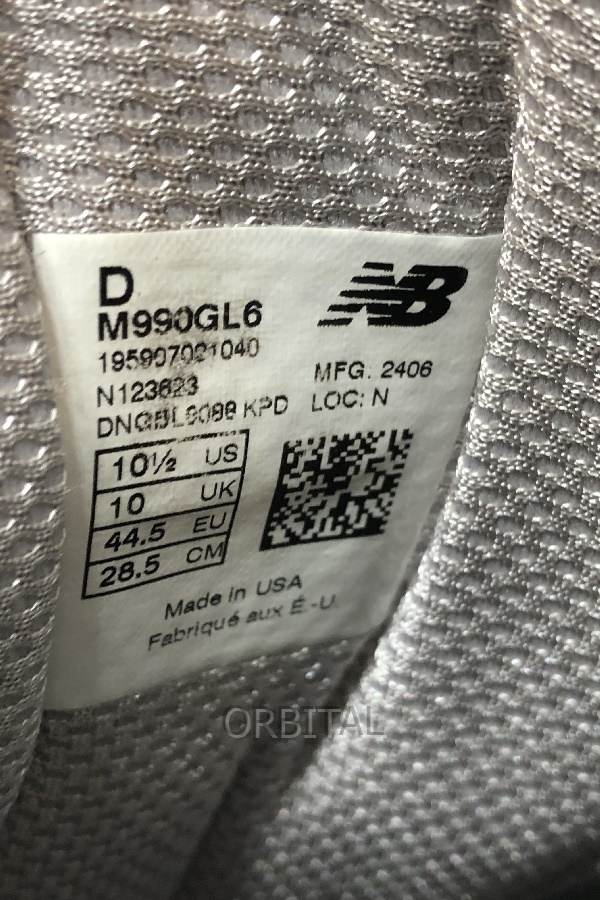 D
M990GL6
195907021040
N123623
KPD
NB
MFG: 2406
LOC: N
10½ US
10 UK
44.5 EU
28.5 CM
Made in USA
Fabriqué aux É.-U.
ORBITAL